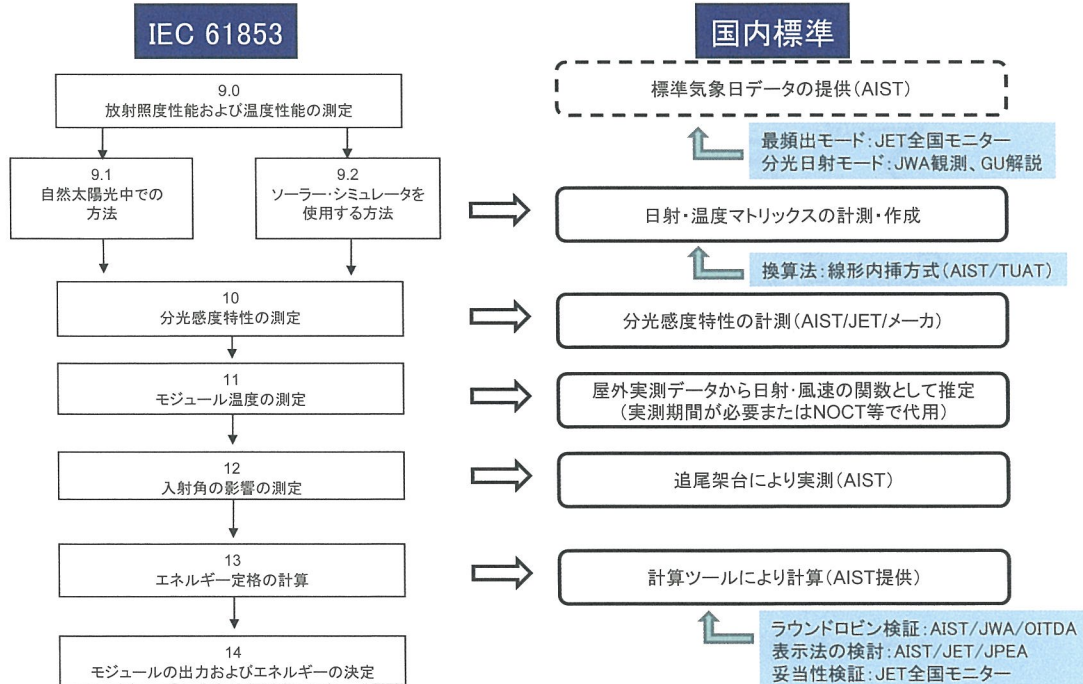 IEC 61853
9.0
放射照度性能および温度性能の測定
9.1
自然太陽光中での
方法
9.2
ソーラー・シミュレータを
使用する方法
10
分光感度特性の測定
11
モジュール温度の測定
12
入射角の影響の測定
13
エネルギー定格の計算
14
モジュールの出力およびエネルギーの決定
国内標準
標準気象日データの提供(AIST)
最頻出モード:JET全国モニター
分光日射モード:JWA観測、GU解説
日射・温度マトリックスの計測・作成
換算法:線形内挿方式(AIST/TUAT)
分光感度特性の計測(AIST/JET/メーカ)
屋外実測データから日射・風速の関数として推定
(実測期間が必要またはNOCT等で代用)
追尾架台により実測(AIST)
計算ツールにより計算(AIST提供)
ラウンドロビン検証:AIST/JWA/OITDA
表示法の検討:AIST/JET/JPEA
妥当性検証:JET全国モニター